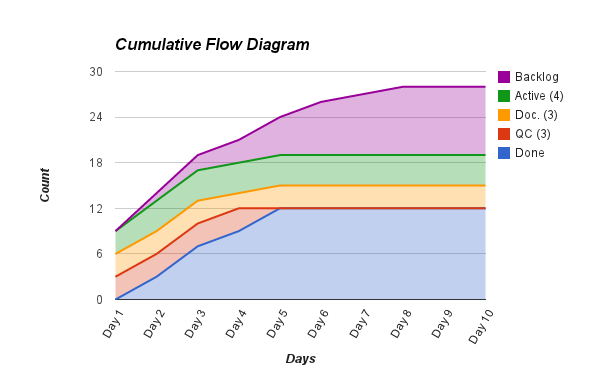 Cumulative Flow Diagram
30
24
18
12
6
0
Count
Day 1
Day 2
Day 3
Day 4
Day 5
Day 6
Day 7
Day 8
Day 9
Day 10
Days
Backlog
Active (4)
Doc. (3)
QC (3)
Done